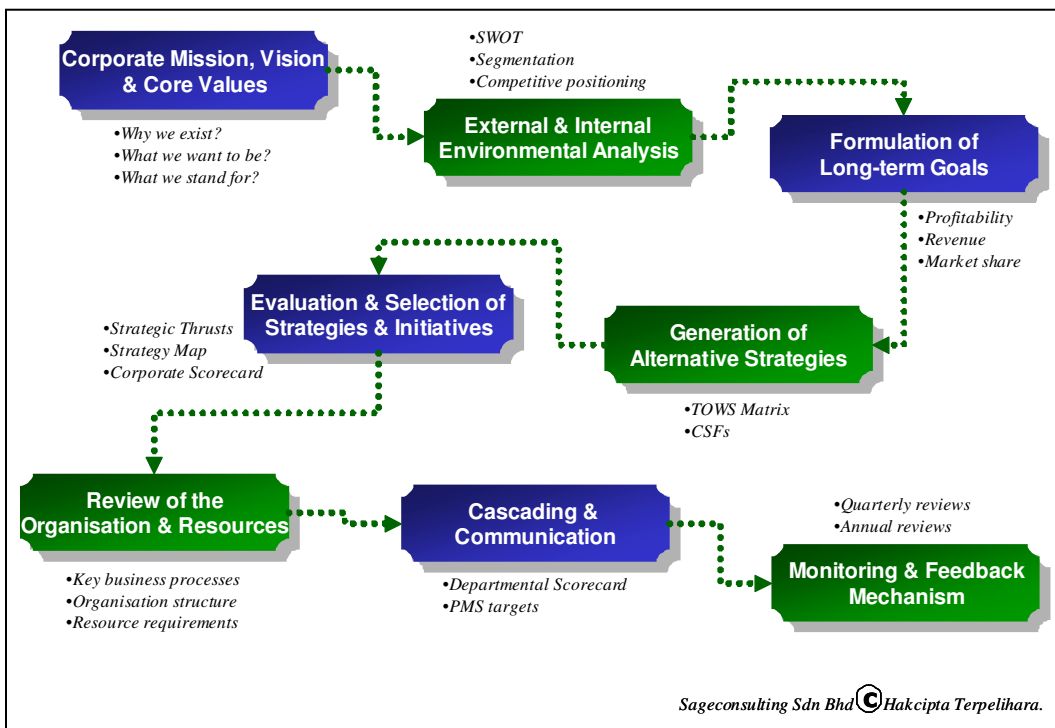 Corporate Mission, Vision
& Core Values
•Why we exist?
•What we want to be?
•What we stand for?
•SWOT
•Segmentation
•Competitive positioning
External & Internal
Environmental Analysis
Formulation of
Long-term Goals
•Profitability
•Revenue
•Market share
Generation of
Alternative Strategies
•TOWS Matrix
•CSFs
Evaluation & Selection of
Strategies & Initiatives
•Strategic Thrusts
•Strategy Map
•Corporate Scorecard
Review of the
Organisation & Resources
•Key business processes
•Organisation structure
•Resource requirements
Cascading &
Communication
•Departmental Scorecard
•PMS targets
•Quarterly reviews
•Annual reviews
Monitoring & Feedback
Mechanism
Sageconsulting Sdn Bhd © Hakcipta Terpelihara.